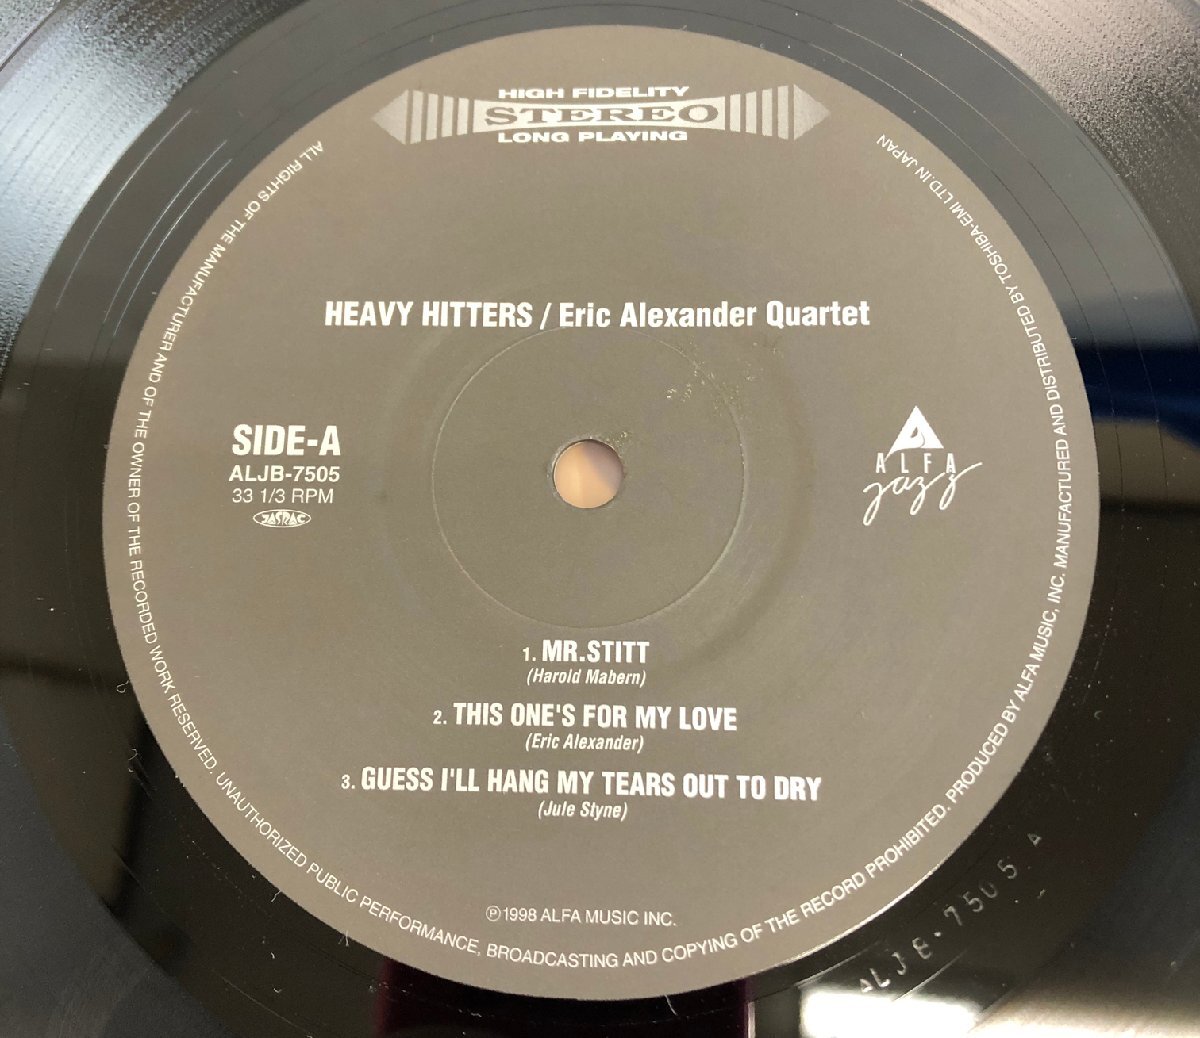 HIGH FIDELITY
STEREO
LONG PLAYING
HEAVY HITTERS / Eric Alexander Quartet
SIDE-A
ALJB-7505
33 1/3 RPM
JASRAC
ALFA
jazz
1. MR.STITT
(Harold Mabern)
2. THIS ONE'S FOR MY LOVE
(Eric Alexander)
3. GUESS I'LL HANG MY TEARS OUT TO DRY
(Jule Styne)
Ⓟ1998 ALFA MUSIC INC.
ALL RIGHTS OF THE MANUFACTURER AND OF THE OWNER OF THE RECORDED WORK RESERVED. UNAUTHORIZED PUBLIC PERFORMANCE, BROADCASTING AND COPYING OF THE RECORD PROHIBITED. PRODUCED BY ALFA MUSIC, INC. MANUFACTURED AND DISTRIBUTED BY TOSHIBA-EMI LTD.IN JAPAN
ALJB-7505 A